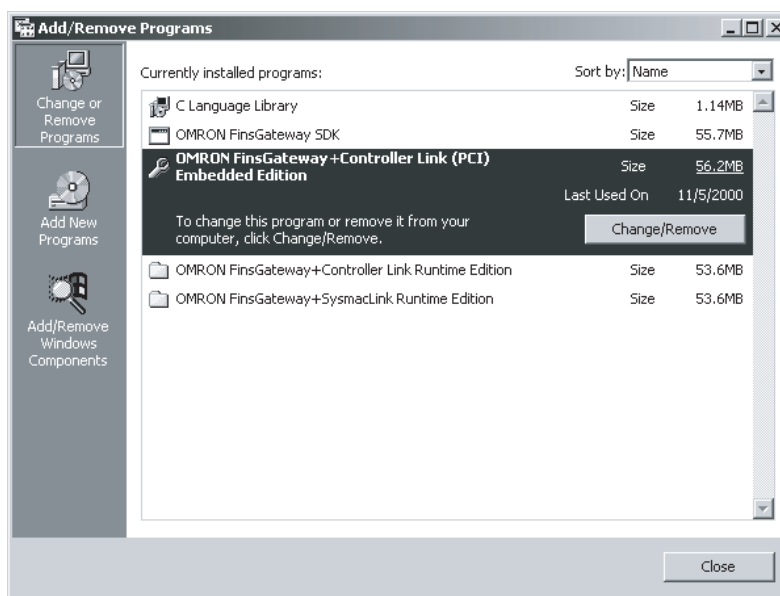 Add/Remove Programs
Currently installed programs:
Sort by: Name
Change or
Remove
Programs
Add New
Programs
Add/Remove
Windows
Components
C Language Library Size 1.14MB
OMRON FinsGateway SDK Size 55.7MB
OMRON FinsGateway+Controller Link (PCI)
Embedded Edition
Size 56.2MB
Last Used On 11/5/2000
To change this program or remove it from your
computer, click Change/Remove.
Change/Remove
OMRON FinsGateway+Controller Link Runtime Edition Size 53.6MB
OMRON FinsGateway+SysmacLink Runtime Edition Size 53.6MB
Close